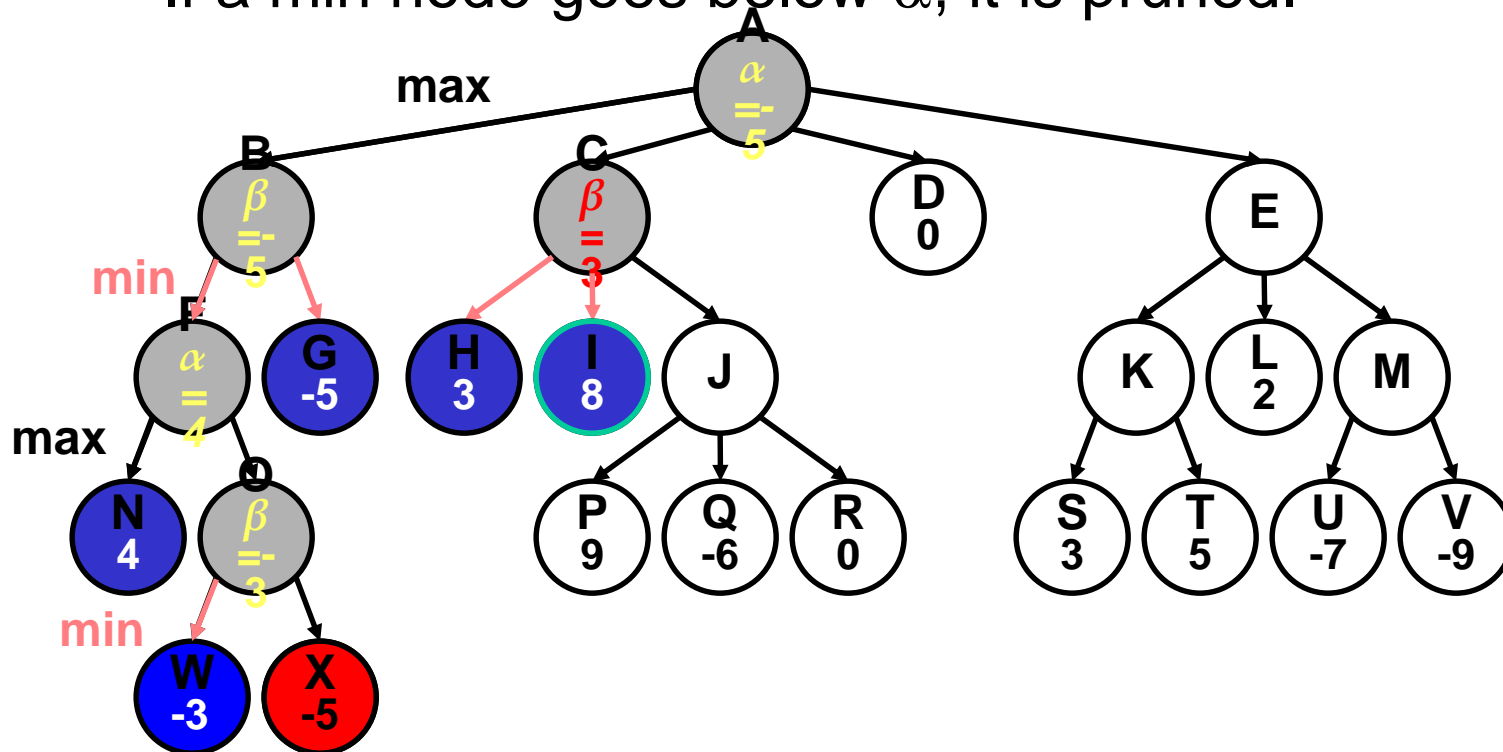 If a min node goes below α, it is pruned.
A
α
=-
5
max
B
β
=-
5
C
β
=
3
D
0
E
min
F
α
=
4
G
-5
H
3
I
8
J
K
L
2
M
max
N
4
O
β
=-
3
P
9
Q
-6
R
0
S
3
T
5
U
-7
V
-9
min
W
-3
X
-5